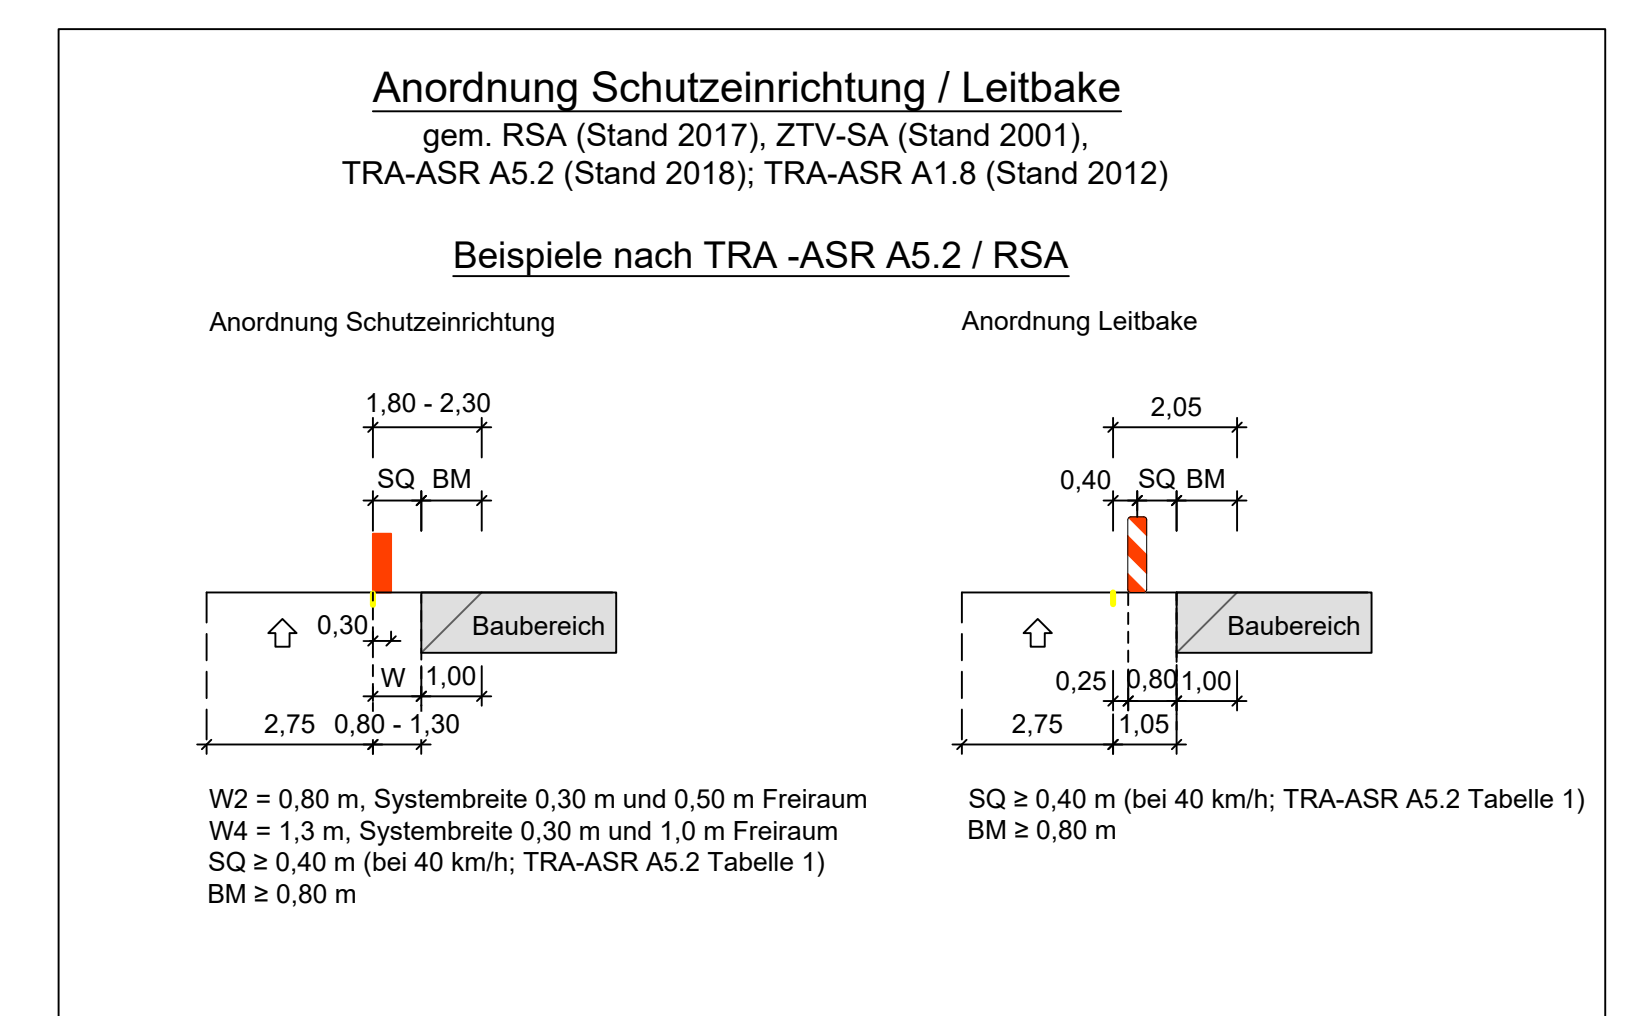 Anordnung Schutzeinrichtung / Leitbake
gem. RSA (Stand 2017), ZTV-SA (Stand 2001),
TRA-ASR A5.2 (Stand 2018); TRA-ASR A1.8 (Stand 2012)
Beispiele nach TRA -ASR A5.2 / RSA
Anordnung Schutzeinrichtung
1,80 - 2,30
SQ BM
0,30
Baubereich
W 1,00
2,75 0,80 - 1,30
W2 = 0,80 m, Systembreite 0,30 m und 0,50 m Freiraum
W4 = 1,3 m, Systembreite 0,30 m und 1,0 m Freiraum
SQ ≥ 0,40 m (bei 40 km/h; TRA-ASR A5.2 Tabelle 1)
BM ≥ 0,80 m
Anordnung Leitbake
2,05
0,40 SQ BM
Baubereich
0,25 0,80 1,00
2,75 1,05
SQ ≥ 0,40 m (bei 40 km/h; TRA-ASR A5.2 Tabelle 1)
BM ≥ 0,80 m